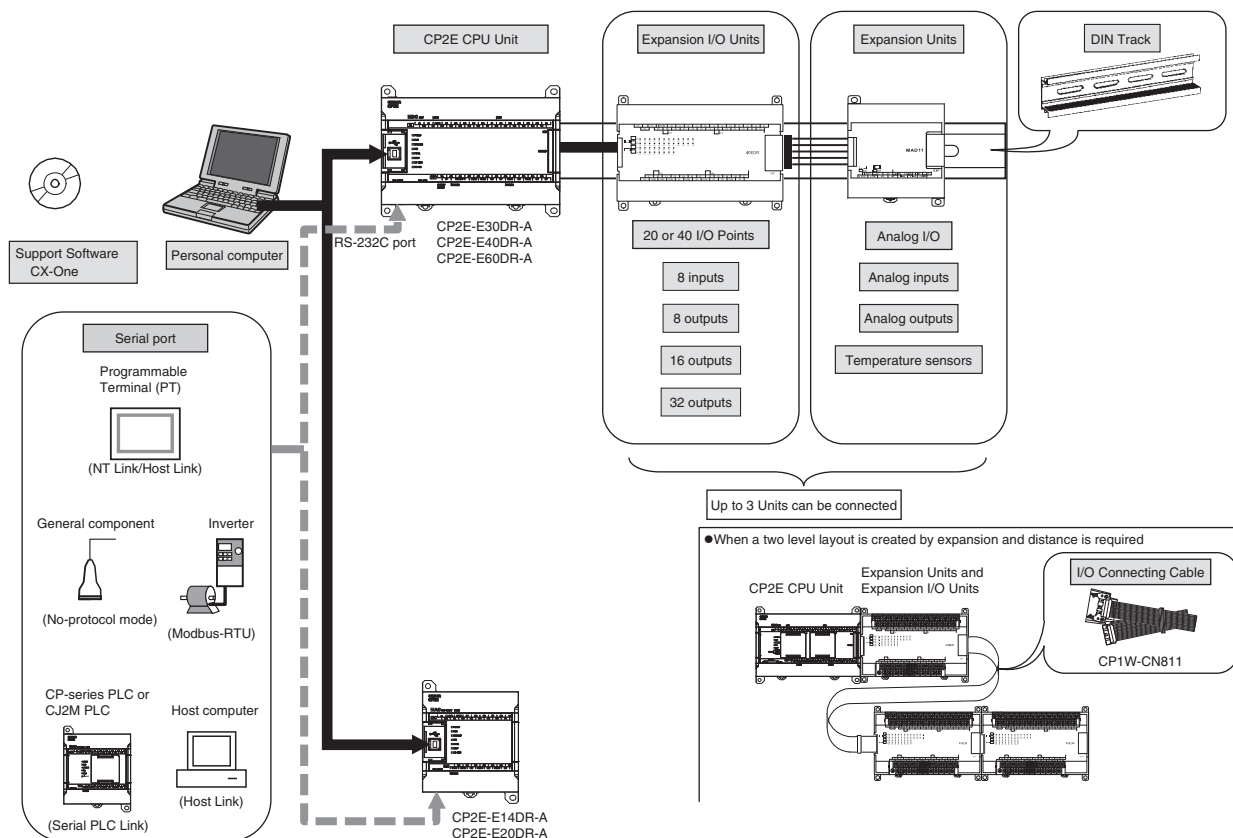 CP2E CPU Unit
Expansion I/O Units
Expansion Units
DIN Track
40EDR
MAD11
Support Software
CX-One
Personal computer
RS-232C port
CP2E-E30DR-A
CP2E-E40DR-A
CP2E-E60DR-A
20 or 40 I/O Points
8 inputs
8 outputs
16 outputs
32 outputs
Analog I/O
Analog inputs
Analog outputs
Temperature sensors
Serial port
Programmable
Terminal (PT)
(NT Link/Host Link)
General component
(No-protocol mode)
Inverter
(Modbus-RTU)
CP-series PLC or
CJ2M PLC
(Serial PLC Link)
Host computer
(Host Link)
CP2E-E14DR-A
CP2E-E20DR-A
Up to 3 Units can be connected
●When a two level layout is created by expansion and distance is required
CP2E CPU Unit
Expansion Units and
Expansion I/O Units
I/O Connecting Cable
CP1W-CN811